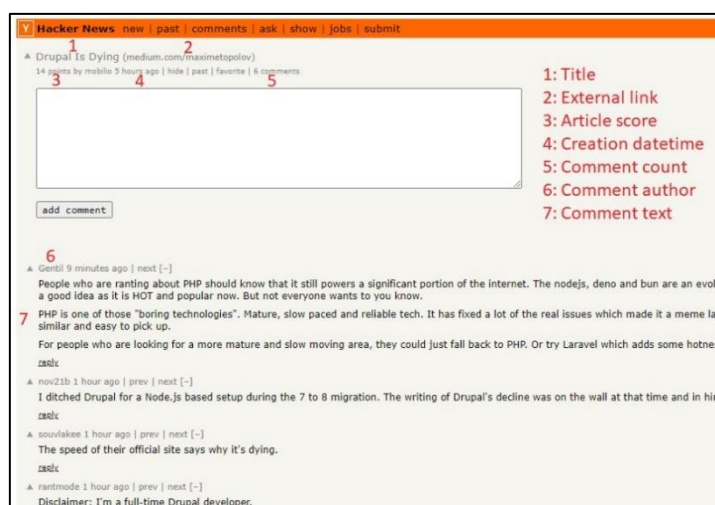 Y Hacker News new | past | comments | ask | show | jobs | submit
1 2
▲ Drupal Is Dying (medium.com/maximetopolov)
14 points by mobilio 5 hours ago | hide | past | favorite | 6 comments
3 4 5
1: Title
2: External link
3: Article score
4: Creation datetime
5: Comment count
6: Comment author
7: Comment text
add comment
6
▲ Gentil 9 minutes ago | next [–]
People who are ranting about PHP should know that it still powers a significant portion of the internet. The nodejs, deno and bun are an evol
a good idea as it is HOT and popular now. But not everyone wants to you know.
7 PHP is one of those "boring technologies". Mature, slow paced and reliable tech. It has fixed a lot of the real issues which made it a meme la
similar and easy to pick up.
For people who are looking for a more mature and slow moving area, they could just fall back to PHP. Or try Laravel which adds some hotne
reply
▲ nov21b 1 hour ago | prev | next [–]
I ditched Drupal for a Node.js based setup during the 7 to 8 migration. The writing of Drupal's decline was on the wall at that time and in hin
reply
▲ souvlakee 1 hour ago | prev | next [–]
The speed of their official site says why it's dying.
reply
▲ rantmode 1 hour ago | prev | next [–]
Disclaimer: I'm a full-time Drupal developer.